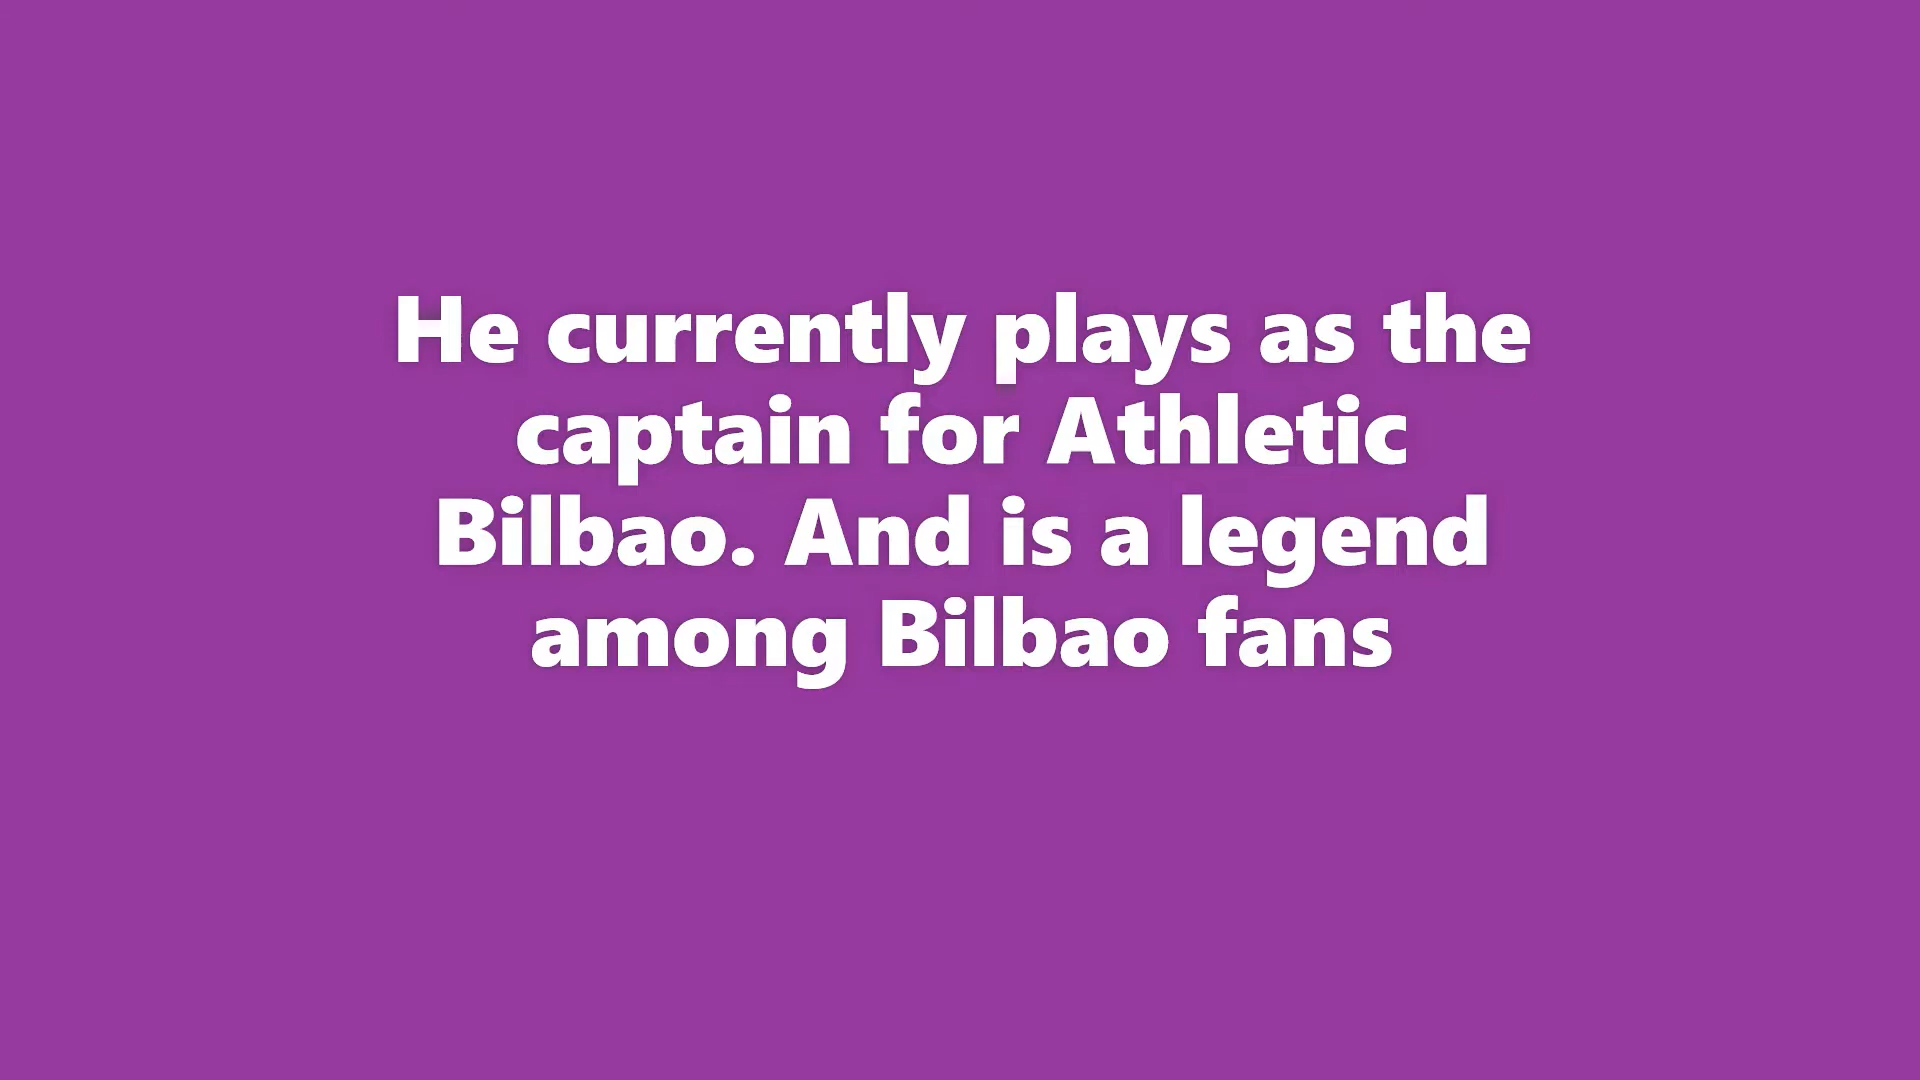 He currently plays as the
captain for Athletic
Bilbao. And is a legend
among Bilbao fans